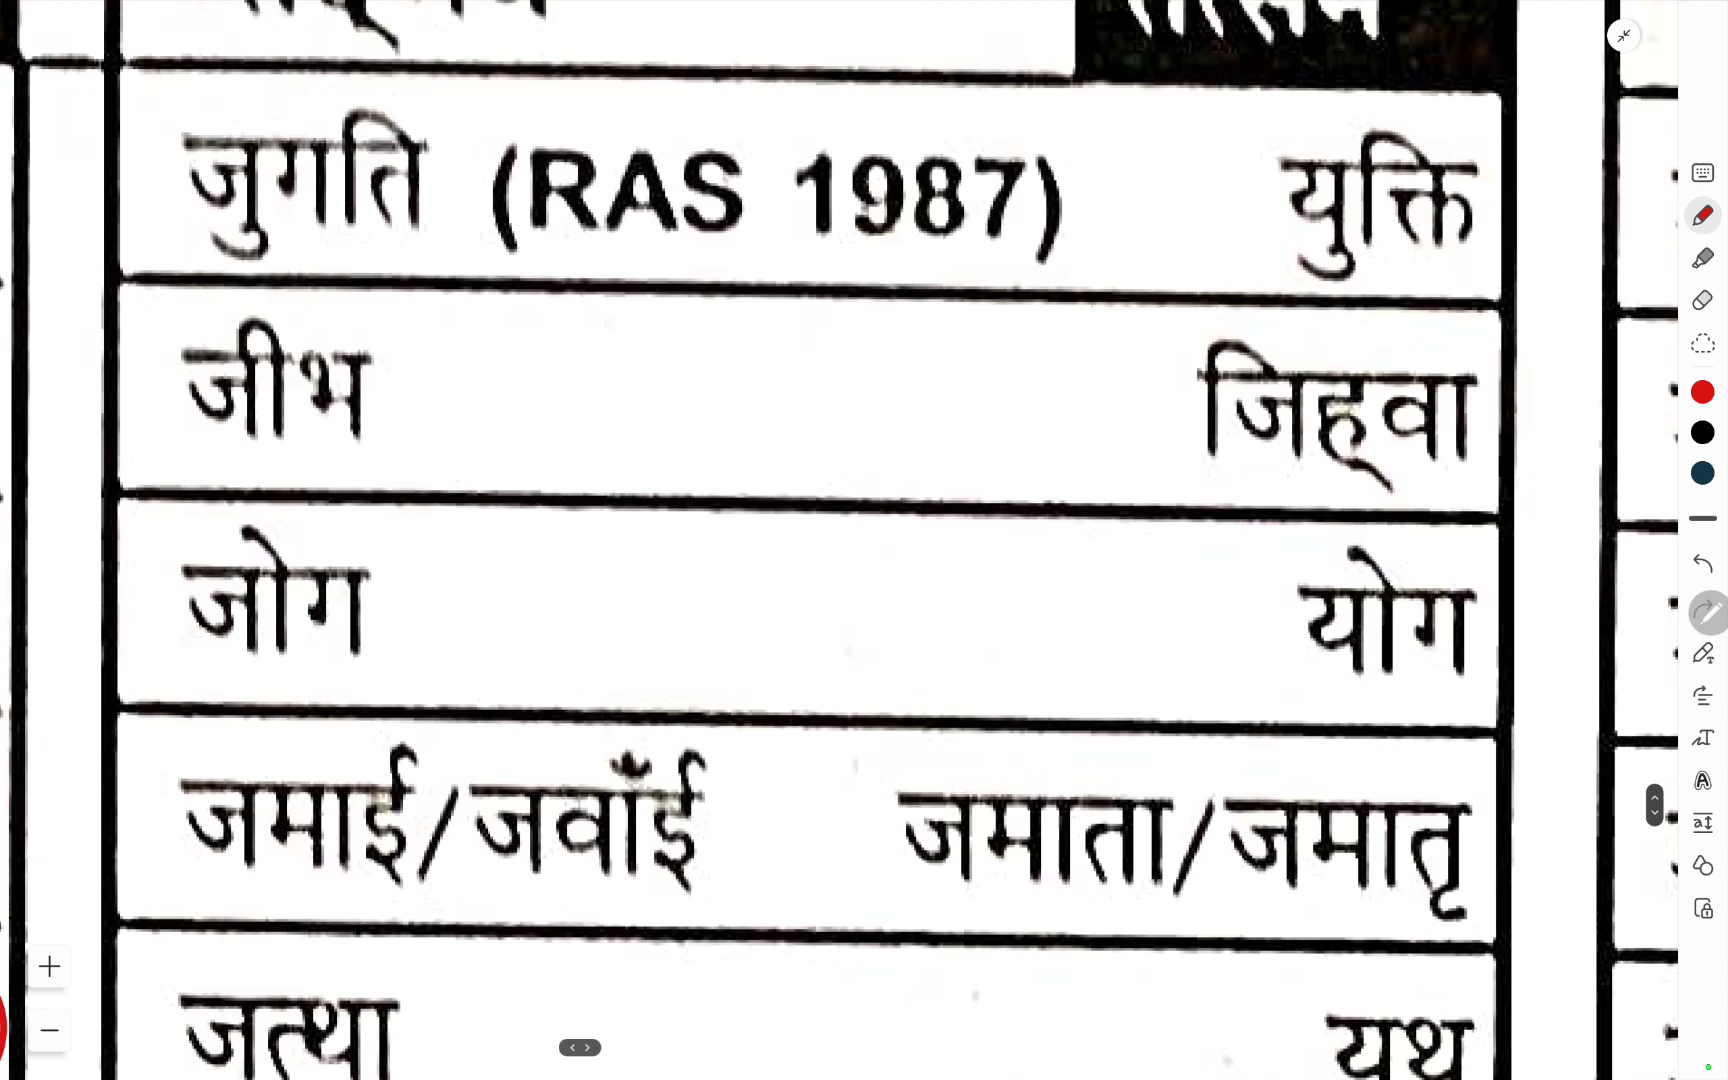 जुगति (RAS 1987) युक्ति
जीभ जिह्वा
जोग योग
जमाई/जवाँई जमाता/जमातृ
जत्था